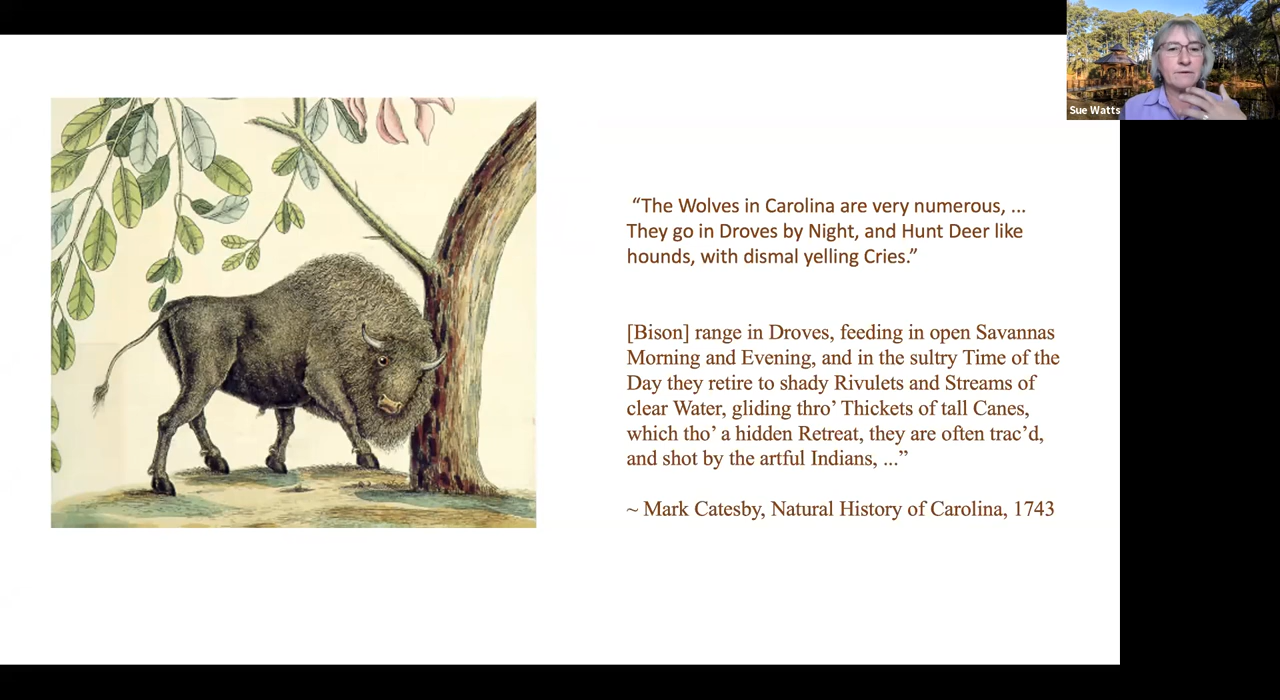 Sue Watts
“The Wolves in Carolina are very numerous, ...
They go in Droves by Night, and Hunt Deer like
hounds, with dismal yelling Cries.”
[Bison] range in Droves, feeding in open Savannas
Morning and Evening, and in the sultry Time of the
Day they retire to shady Rivulets and Streams of
clear Water, gliding thro’ Thickets of tall Canes,
which tho’ a hidden Retreat, they are often trac’d,
and shot by the artful Indians, ...”
~ Mark Catesby, Natural History of Carolina, 1743